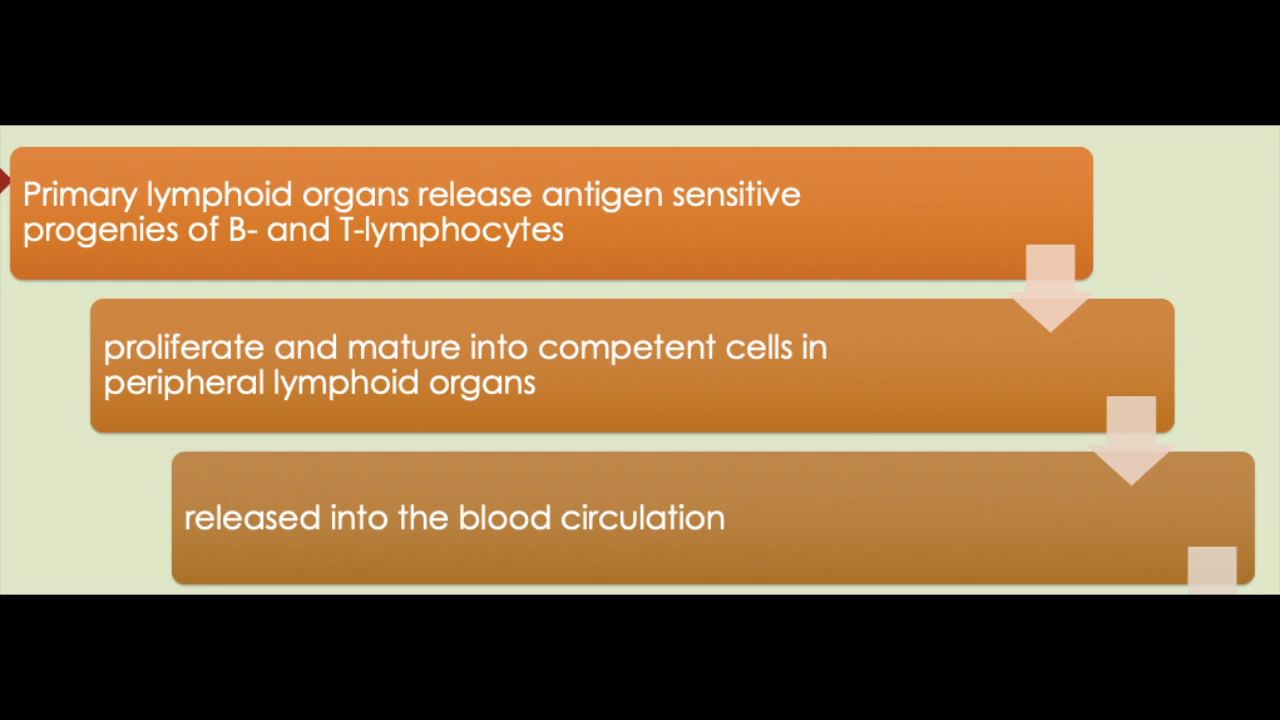 Primary lymphoid organs release antigen sensitive
progenies of B- and T-lymphocytes
proliferate and mature into competent cells in
peripheral lymphoid organs
released into the blood circulation